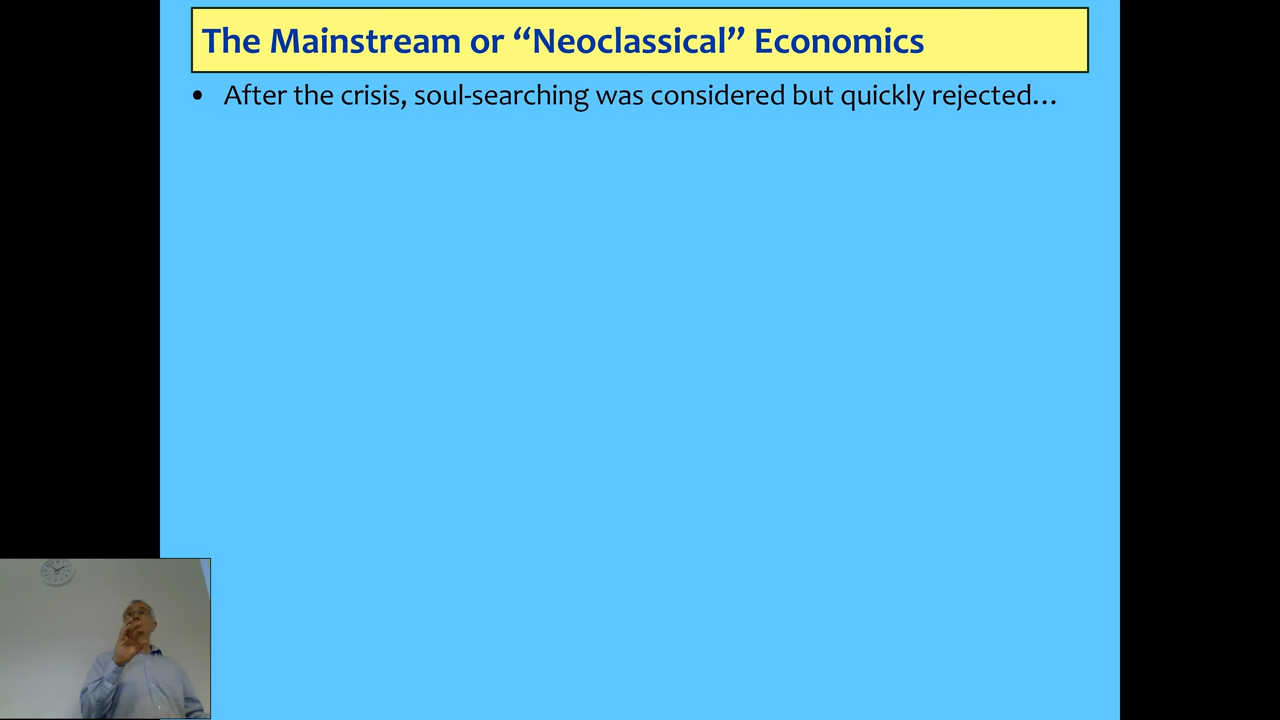 The Mainstream or “Neoclassical” Economics
• After the crisis, soul-searching was considered but quickly rejected…